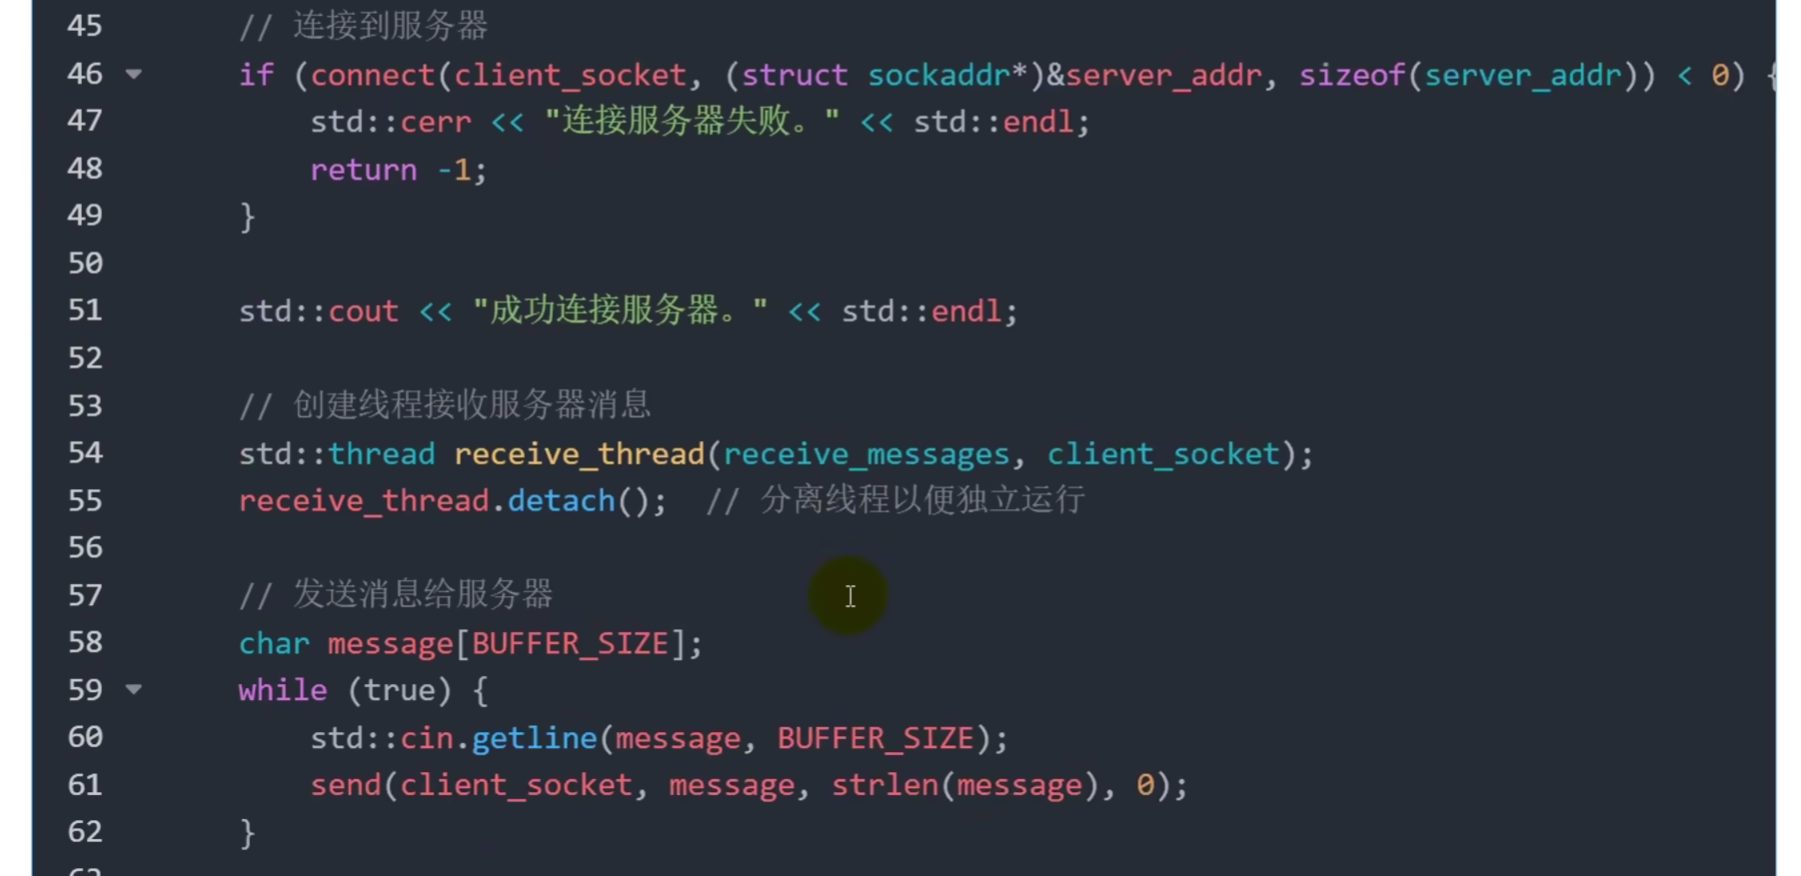 45 // 连接到服务器
46 if (connect(client_socket, (struct sockaddr*)&server_addr, sizeof(server_addr)) < 0) {
47 std::cerr << "连接服务器失败。" << std::endl;
48 return -1;
49 }
50
51 std::cout << "成功连接服务器。" << std::endl;
52
53 // 创建线程接收服务器消息
54 std::thread receive_thread(receive_messages, client_socket);
55 receive_thread.detach(); // 分离线程以便独立运行
56
57 // 发送消息给服务器
58 char message[BUFFER_SIZE];
59 while (true) {
60 std::cin.getline(message, BUFFER_SIZE);
61 send(client_socket, message, strlen(message), 0);
62 }